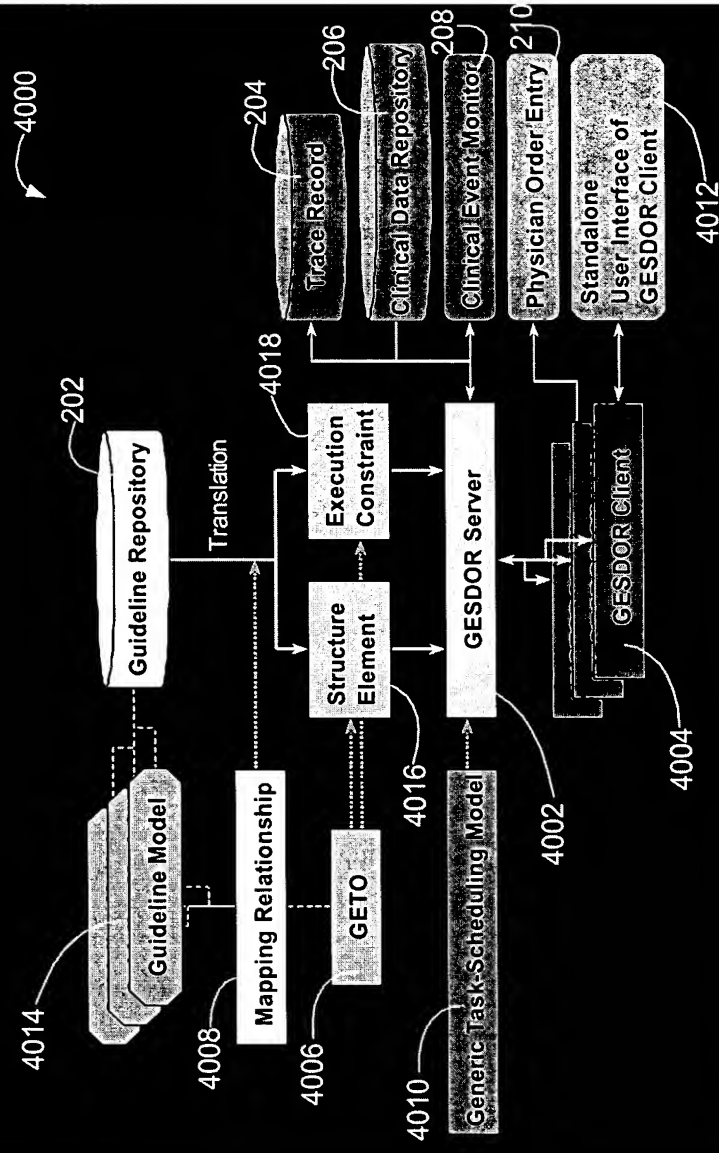 4000
4014
Guideline Model
202
Guideline Repository
4008
Mapping Relationship
Translation
204
Trace Record
206
Clinical Data Repository
4006
GETO
Structure
Element
4016
Execution
Constraint
4018
208
Clinical Event Monitor
4010
Generic Task-Scheduling Model
4002
GESDOR Server
210
Physician Order Entry
4004
GESDOR Client
Standalone
User Interface of
GESDOR Client
4012